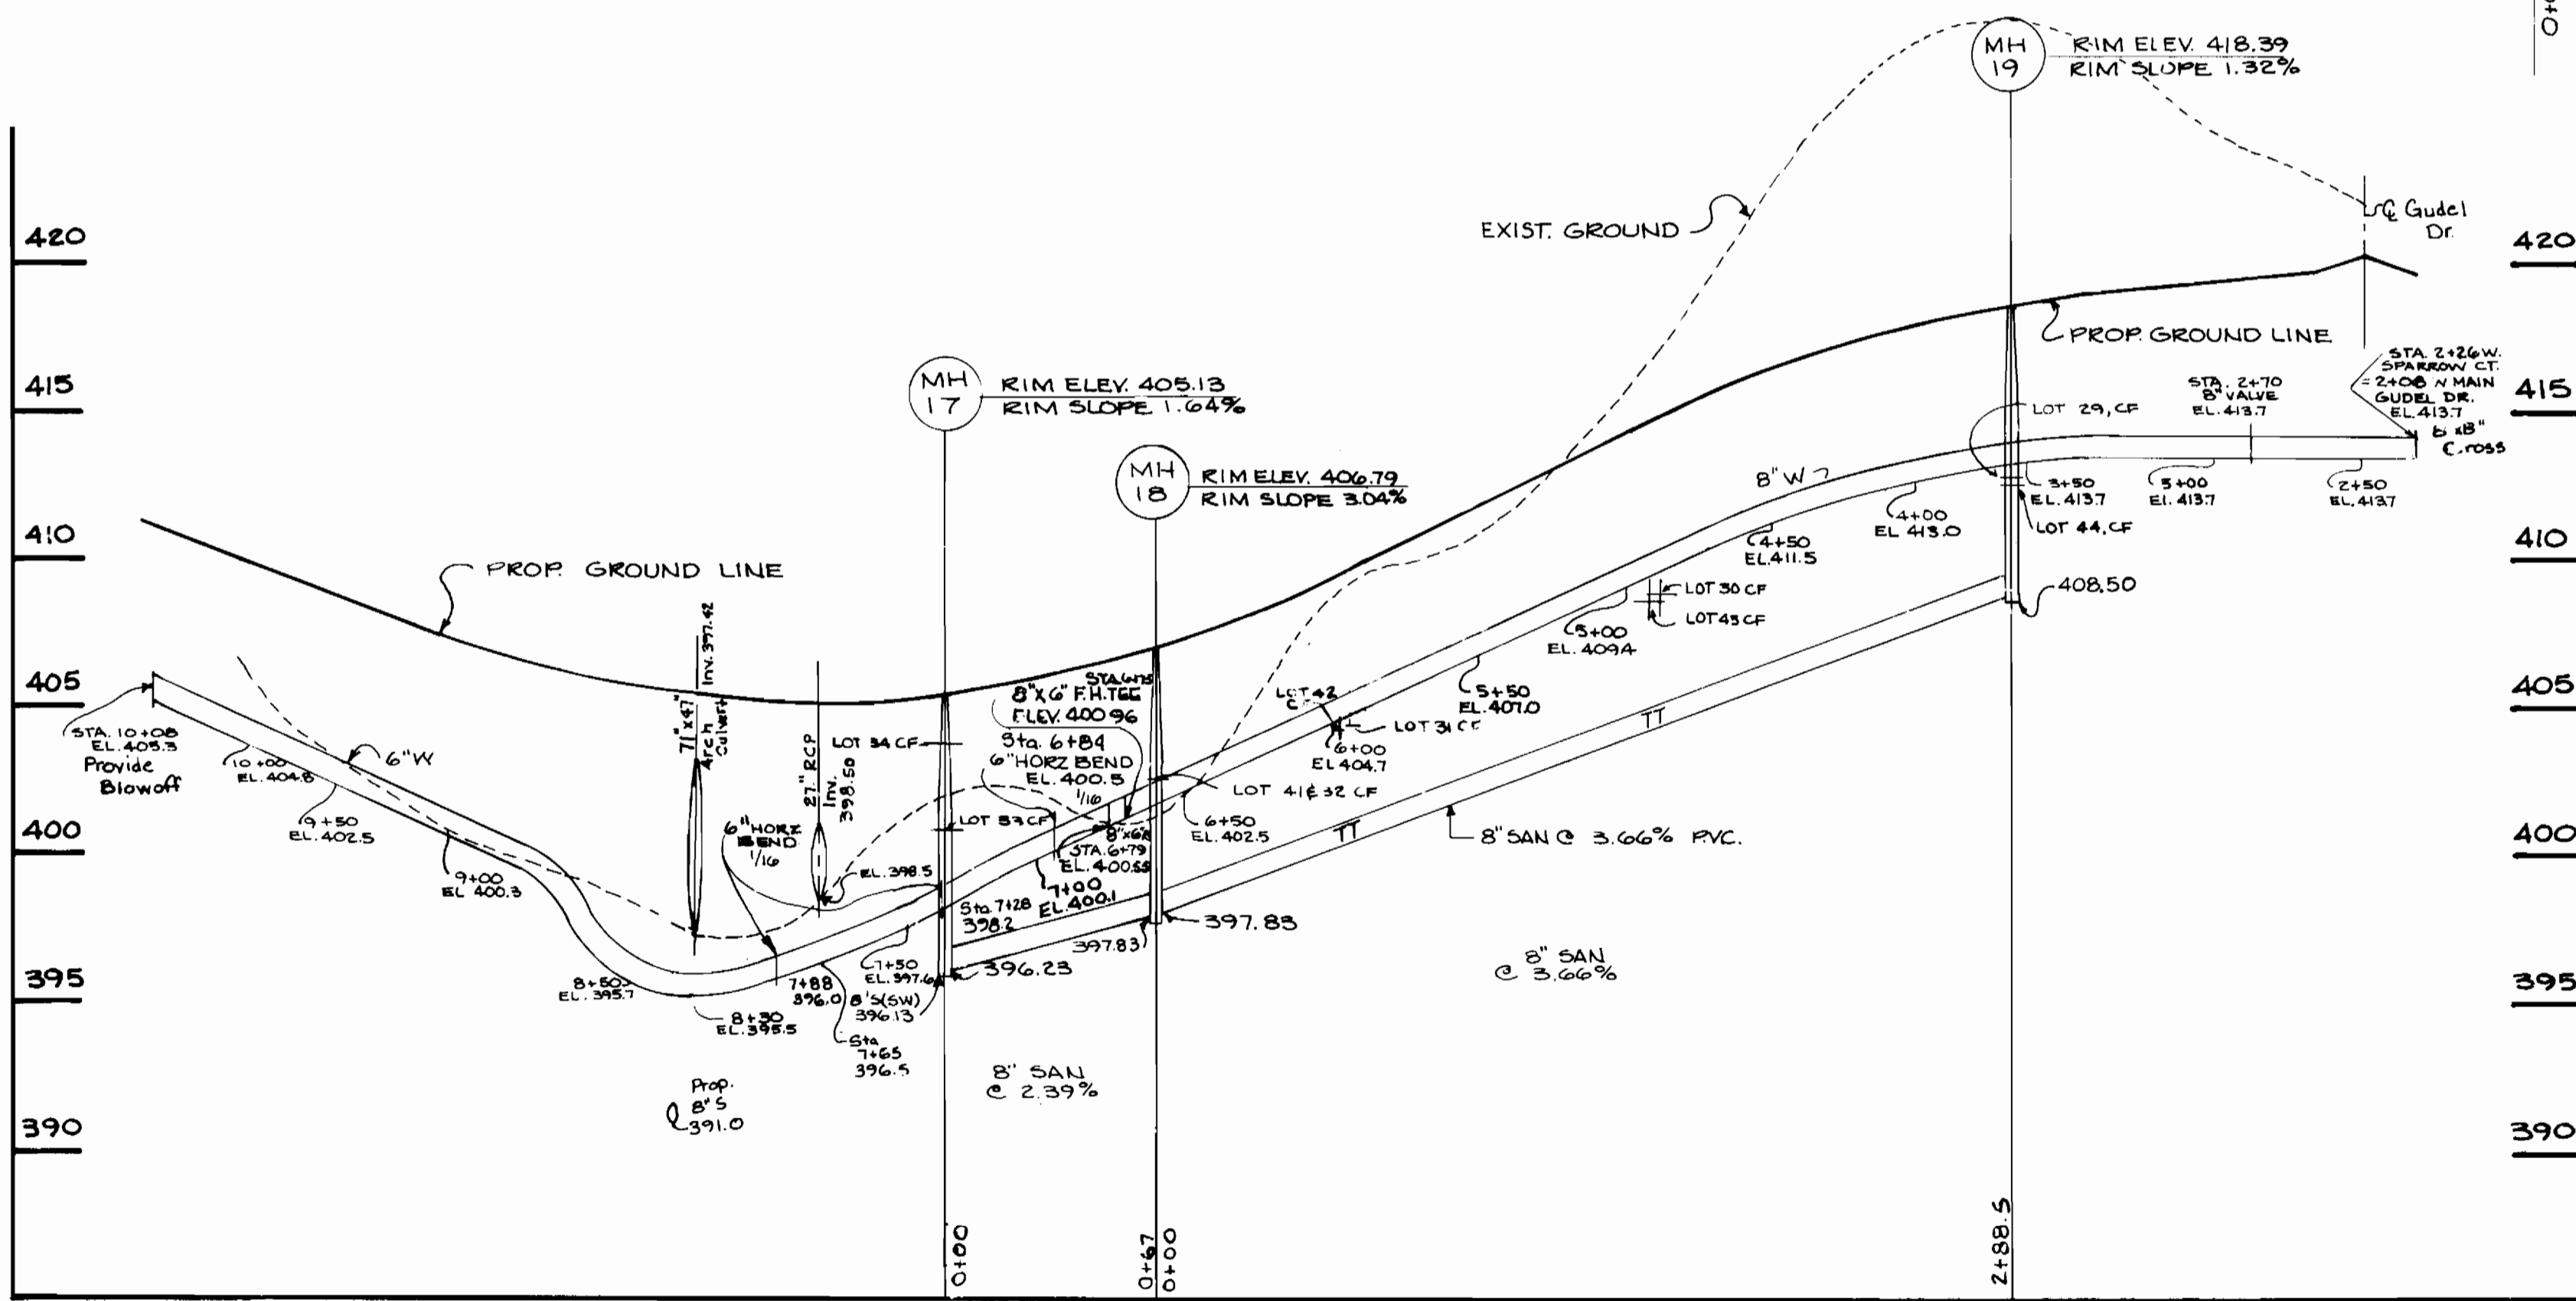 0+
MH
19
RIM ELEV. 418.39
RIM SLOPE 1.32%
EXIST. GROUND
℄ Gudel
Dr.
420
420
PROP. GROUND LINE
MH
17
RIM ELEV. 405.13
RIM SLOPE 1.64%
415
415
STA. 2+26 W.
SPARROW CT.
= 2+08 N MAIN
GUDEL DR.
EL. 413.7
8"
Cross
STA. 2+70
8" VALVE
EL. 413.7
LOT 29, CF
MH
18
RIM ELEV. 406.79
RIM SLOPE 3.04%
8" W
3+50
EL. 413.7
3+00
El. 413.7
2+50
EL. 413.7
4+00
EL 413.0
LOT 44, CF
410
410
4+50
EL. 411.5
PROP. GROUND LINE
LOT 30 CF
LOT 43 CF
408.50
5+00
EL. 409.4
71" x 47"
Arch
Culvert
Inv. 397.42
405
405
STA. 6+75
8" X 6" F.H. TEE
ELEV. 400.96
LOT 42
5+50
EL. 407.0
LOT 31 CF
TT
STA. 10+08
EL. 405.3
Provide
Blowoff
10+00
EL. 404.8
6" W
27" RCP
Inv.
398.50
LOT 34 CF
Sta. 6+84
6" HORZ BEND
EL. 400.5
1/16
6+00
EL 404.7
LOT 41 & 32 CF
9+50
EL. 402.5
400
400
6" HORZ
BEND
1/16
LOT 33 CF
8" x 6" R
STA. 6+79
EL. 400.55
6+50
EL. 402.5
TT
8" SAN @ 3.66% PVC.
9+00
EL 400.3
EL. 398.5
7+00
EL. 400.1
Sta 7+28
398.2
397.83
397.83
396.23
8" SAN
@ 3.66%
395
395
8+50
EL. 395.7
7+88
396.0
7+50
EL. 397.6
8" S (SW)
396.13
8+30
EL. 395.5
Sta
7+65
396.5
8" SAN
@ 2.39%
Prop.
8" S
391.0
390
390
0+00
0+67
0+00
2+88.5